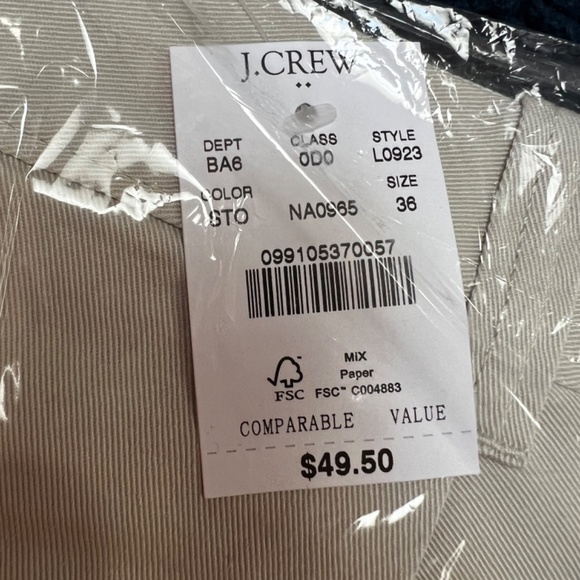 J.CREW
DEPT CLASS STYLE
BA6 0D0 L0923
COLOR SIZE
STO NA0965 36
099105370057
MIX
Paper
FSC FSC™ C004883
COMPARABLE VALUE
$49.50